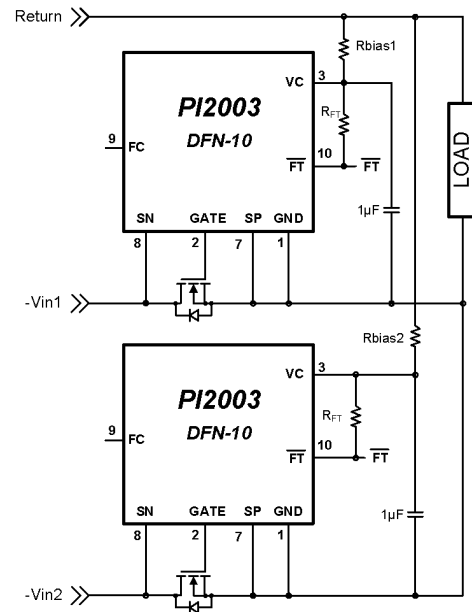 Return
Rbias1
VC
3
PI2003
DFN-10
RFT
9
FC
10
FT
FT
LOAD
1µF
SN
GATE
SP
GND
8
2
7
1
-Vin1
Rbias2
VC
3
PI2003
DFN-10
RFT
9
FC
10
FT
FT
SN
GATE
SP
GND
1µF
8
2
7
1
-Vin2